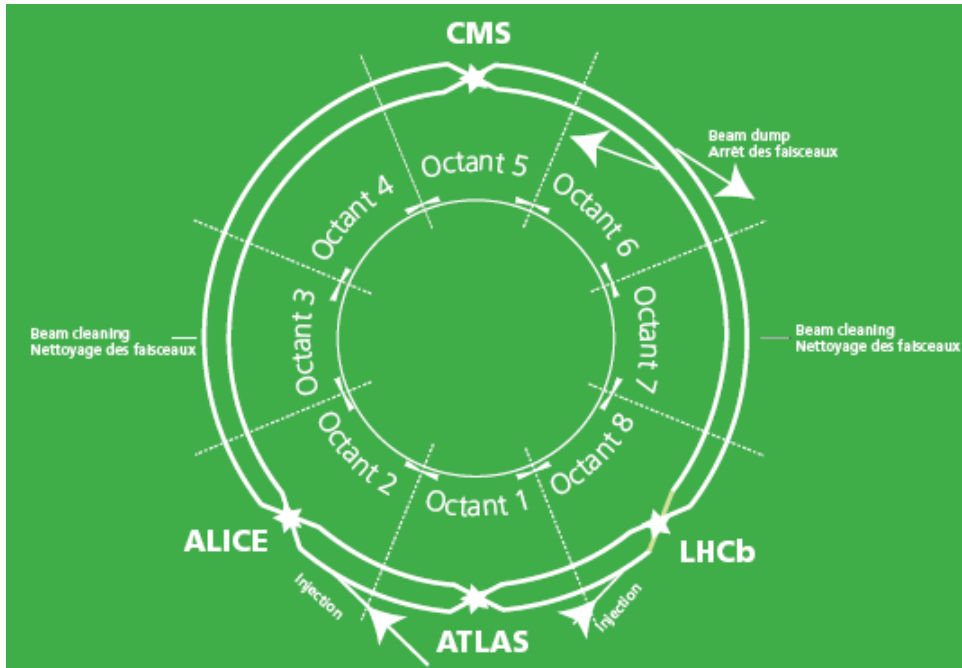 CMS
Beam dump
Arrêt des faisceaux
Octant 5
Octant 4
Octant 6
Octant 3
Octant 7
Beam cleaning
Nettoyage des faisceaux
Beam cleaning
Nettoyage des faisceaux
Octant 2
Octant 8
Octant 1
ALICE
LHCb
Injection
Injection
ATLAS